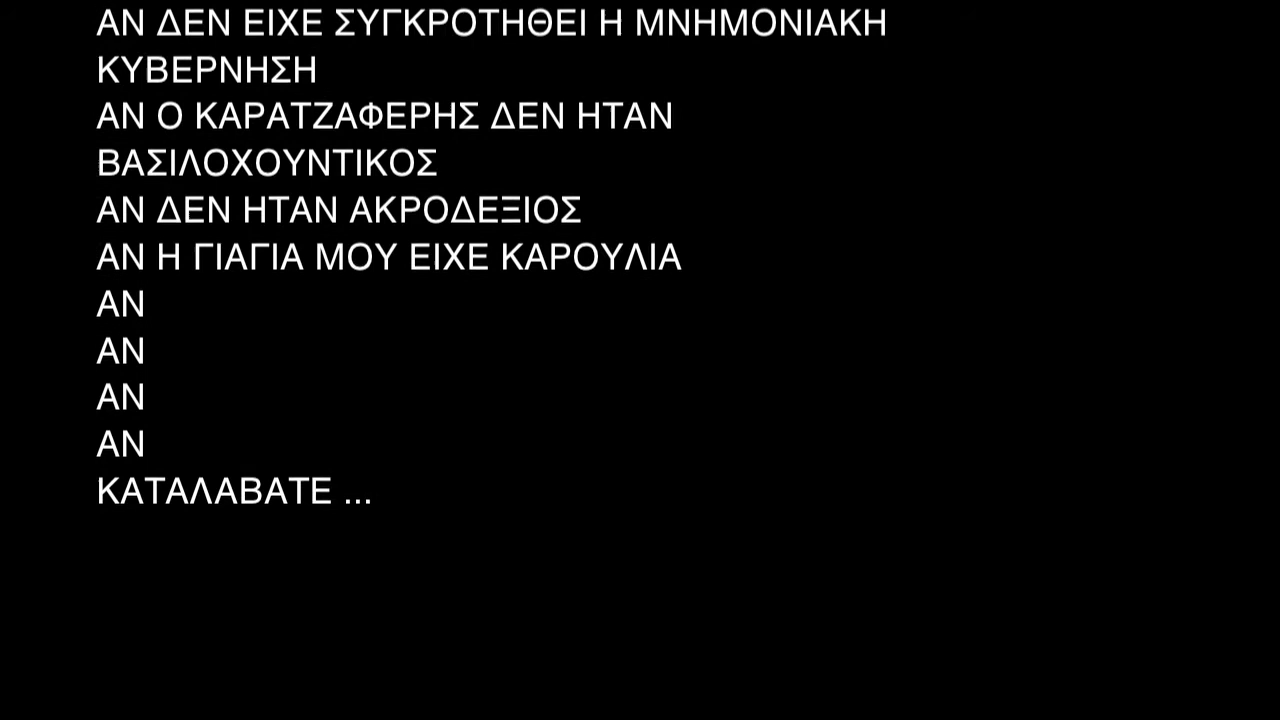 ΑΝ ΔΕΝ ΕΙΧΕ ΣΥΓΚΡΟΤΗΘΕΙ Η ΜΝΗΜΟΝΙΑΚΗ
ΚΥΒΕΡΝΗΣΗ
ΑΝ Ο ΚΑΡΑΤΖΑΦΕΡΗΣ ΔΕΝ ΗΤΑΝ
ΒΑΣΙΛΟΧΟΥΝΤΙΚΟΣ
ΑΝ ΔΕΝ ΗΤΑΝ ΑΚΡΟΔΕΞΙΟΣ
ΑΝ Η ΓΙΑΓΙΑ ΜΟΥ ΕΙΧΕ ΚΑΡΟΥΛΙΑ
ΑΝ
ΑΝ
ΑΝ
ΑΝ
ΚΑΤΑΛΑΒΑΤΕ ...